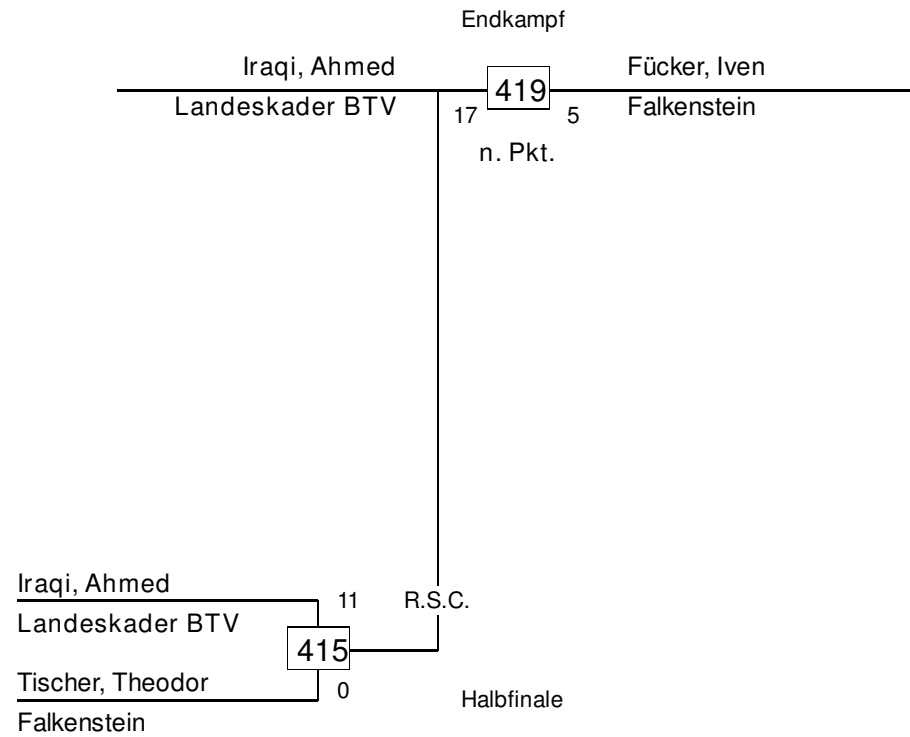 Endkampf
Iraqi, Ahmed
Landeskader BTV
17
419
5
n. Pkt.
Fücker, Iven
Falkenstein
Iraqi, Ahmed
Landeskader BTV
11
R.S.C.
415
Tischer, Theodor
Falkenstein
0
Halbfinale